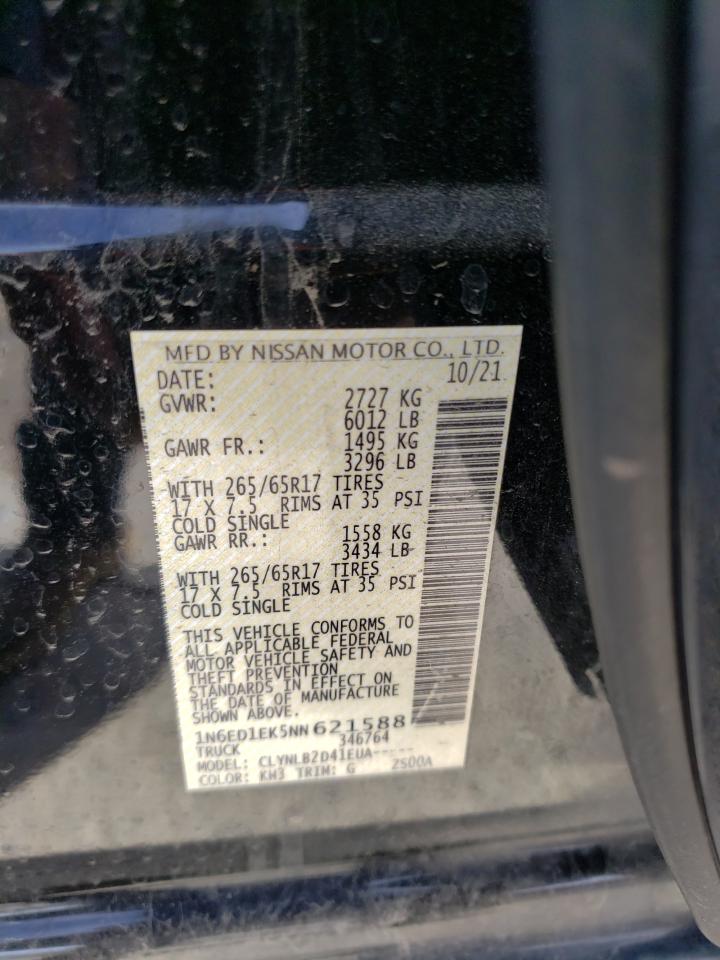 MFD BY NISSAN MOTOR CO., LTD.
DATE: 10/21
GVWR: 2727 KG
6012 LB
GAWR FR.: 1495 KG
3296 LB
WITH 265/65R17 TIRES
17 X 7.5 RIMS AT 35 PSI
COLD SINGLE
GAWR RR.: 1558 KG
3434 LB
WITH 265/65R17 TIRES
17 X 7.5 RIMS AT 35 PSI
COLD SINGLE
THIS VEHICLE CONFORMS TO
ALL APPLICABLE FEDERAL
MOTOR VEHICLE SAFETY AND
THEFT PREVENTION
STANDARDS IN EFFECT ON
THE DATE OF MANUFACTURE
SHOWN ABOVE.
1N6ED1EK5NN621588
TRUCK 346764
MODEL: CLYNLB2D41EUA-----
COLOR: KH3 TRIM: G 2S00A